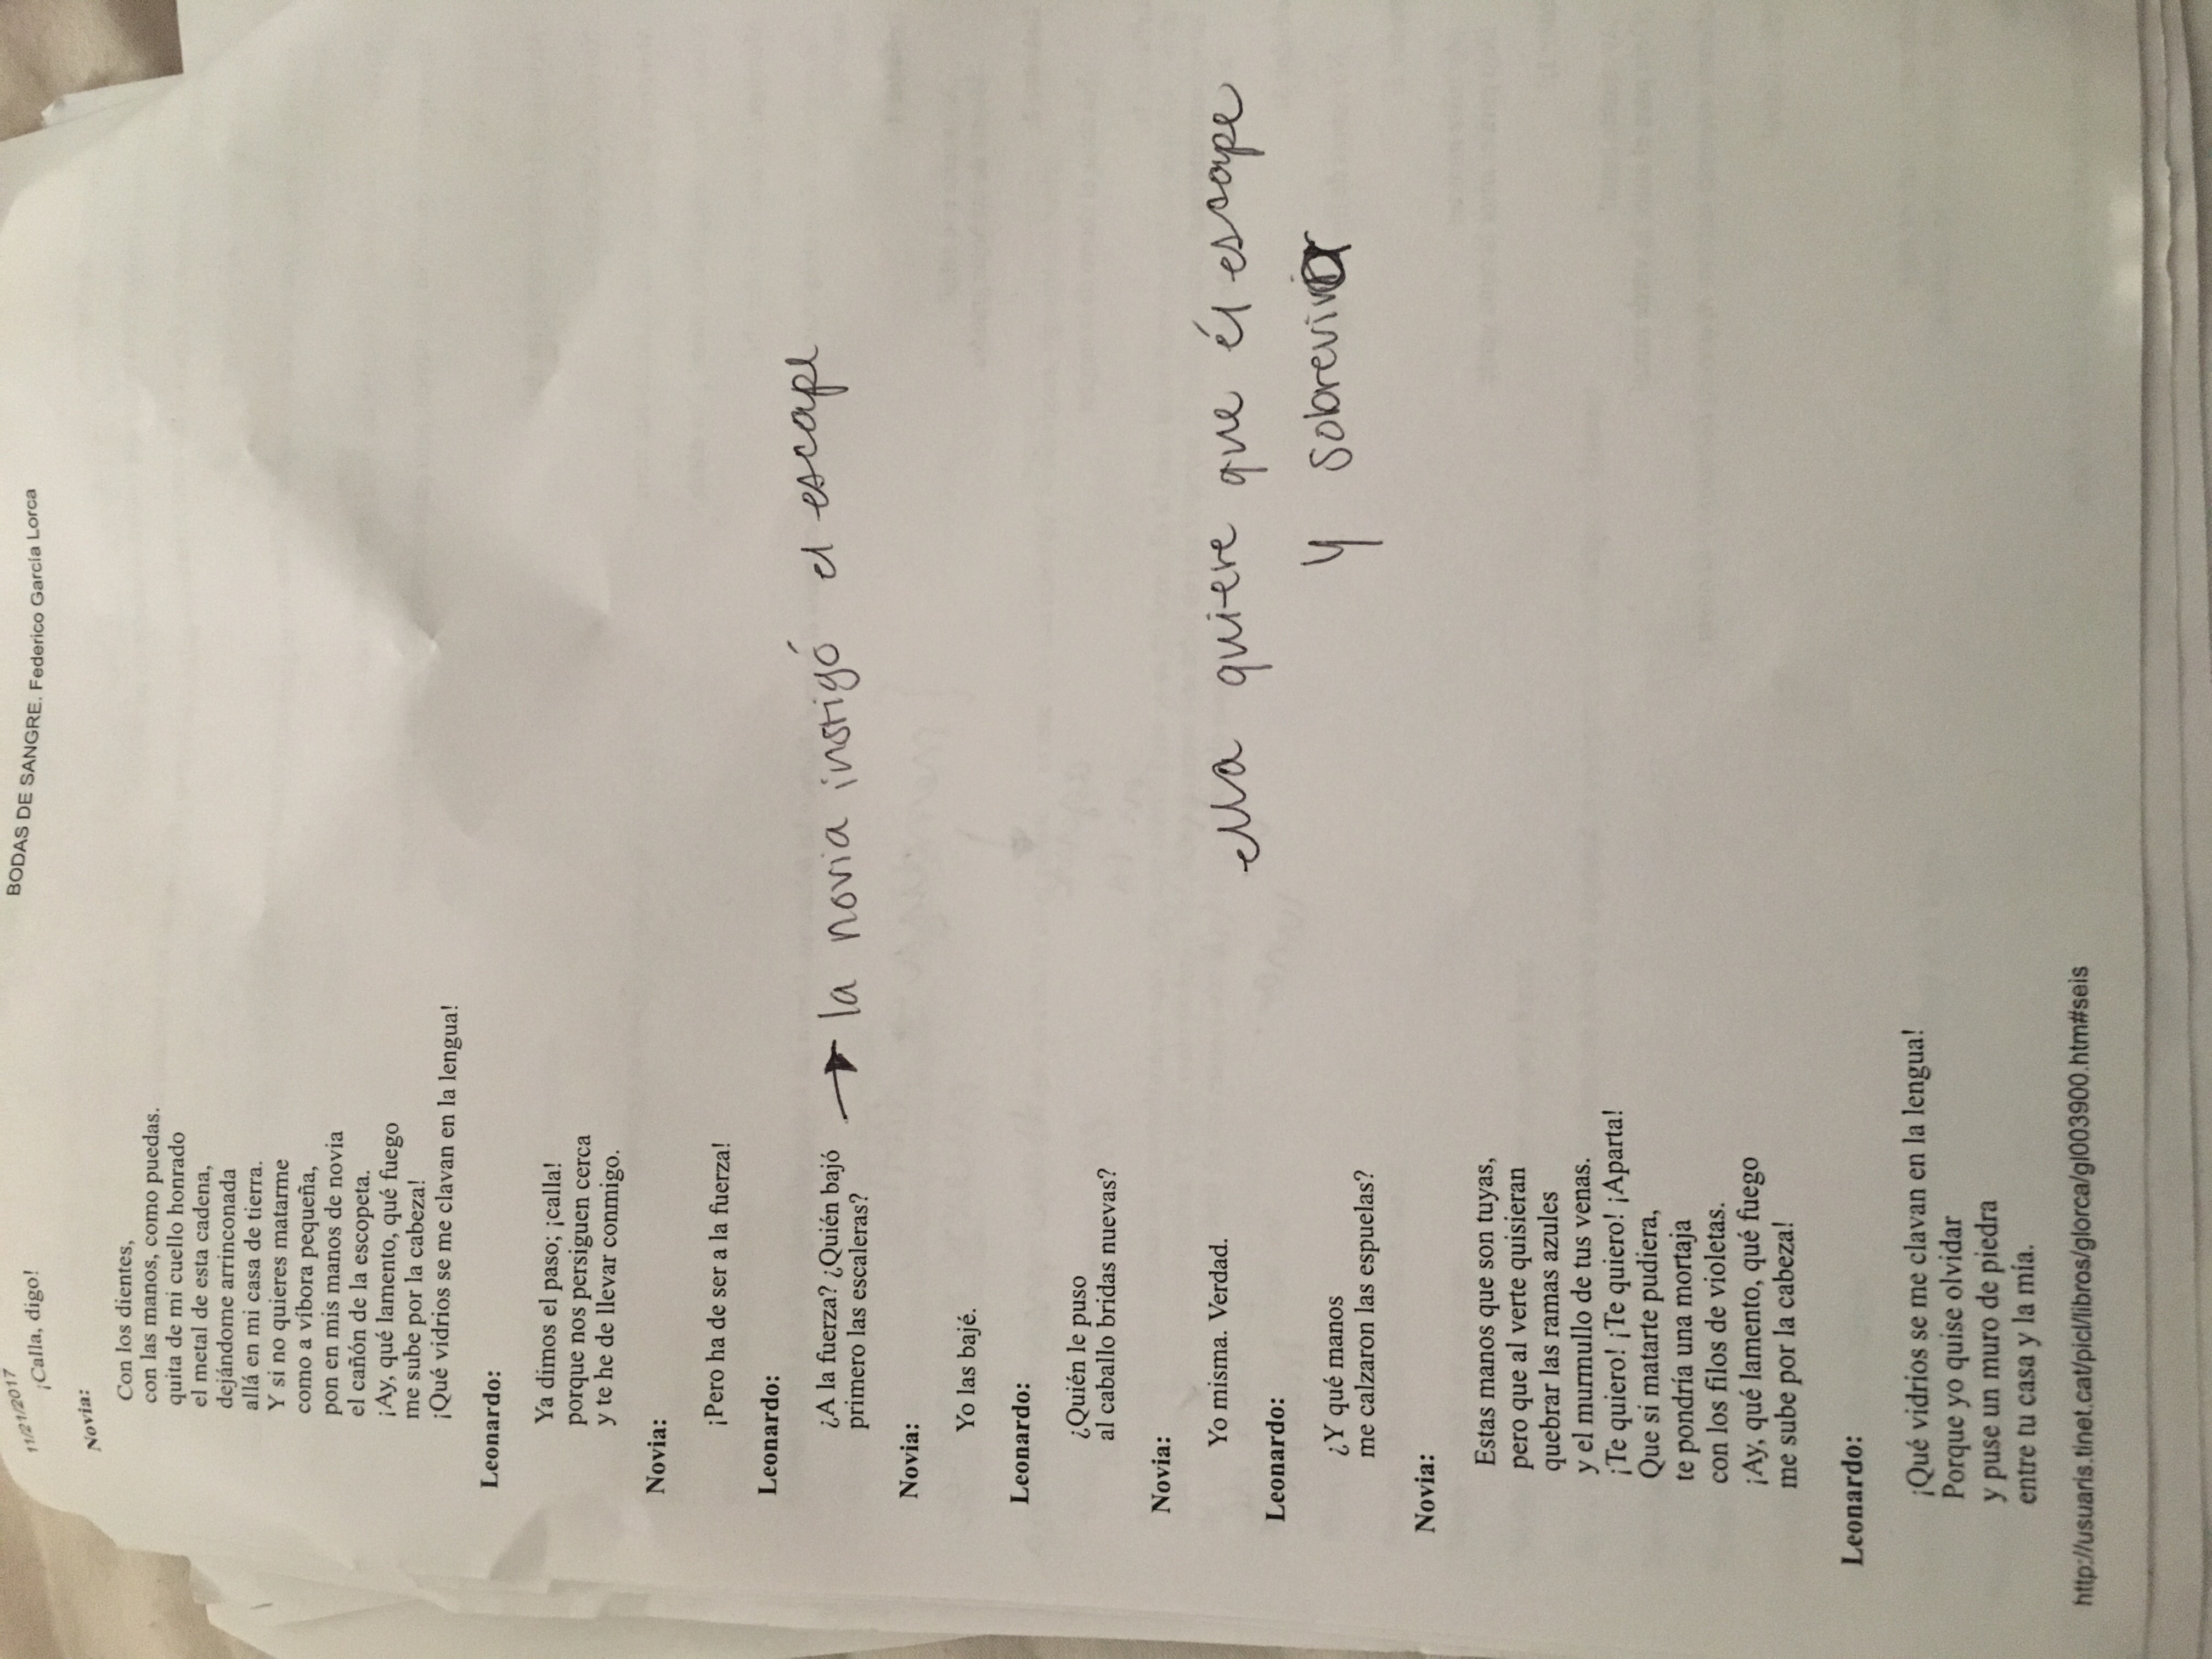 11/21/2017
BODAS DE SANGRE. Federico García Lorca
¡Calla, digo!
Novia:
Con los dientes,
con las manos, como puedas.
quita de mi cuello honrado
el metal de esta cadena,
dejándome arrinconada
allá en mi casa de tierra.
Y si no quieres matarme
como a víbora pequeña,
pon en mis manos de novia
el cañón de la escopeta.
¡Ay, qué lamento, qué fuego
me sube por la cabeza!
¡Qué vidrios se me clavan en la lengua!
Leonardo:
Ya dimos el paso; ¡calla!
porque nos persiguen cerca
y te he de llevar conmigo.
Novia:
¡Pero ha de ser a la fuerza!
Leonardo:
¿A la fuerza? ¿Quién bajó
primero las escaleras?
→ la novia instigó el escape
Novia:
Yo las bajé.
Leonardo:
¿Quién le puso
al caballo bridas nuevas?
Novia:
Yo misma. Verdad.
ella quiere que él escape
y
Leonardo:
¿Y qué manos
me calzaron las espuelas?
Novia:
Estas manos que son tuyas,
pero que al verte quisieran
quebrar las ramas azules
y el murmullo de tus venas.
¡Te quiero! ¡Te quiero! ¡Aparta!
Que si matarte pudiera,
te pondría una mortaja
con los filos de violetas.
¡Ay, qué lamento, qué fuego
me sube por la cabeza!
Leonardo:
¡Qué vidrios se me clavan en la lengua!
Porque yo quise olvidar
y puse un muro de piedra
entre tu casa y la mía.
http://usuaris.tinet.cat/picl/libros/glorca/gl003900.htm#seis